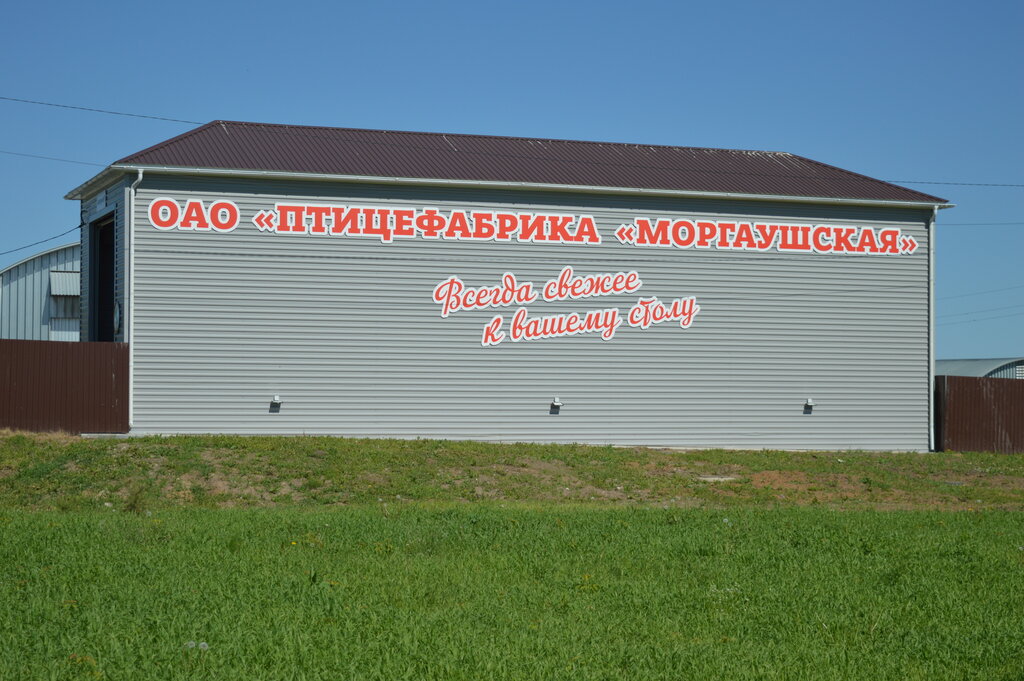 ОАО «ПТИЦЕФАБРИКА «МОРГАУШСКАЯ»
Всегда свежее
к вашему столу